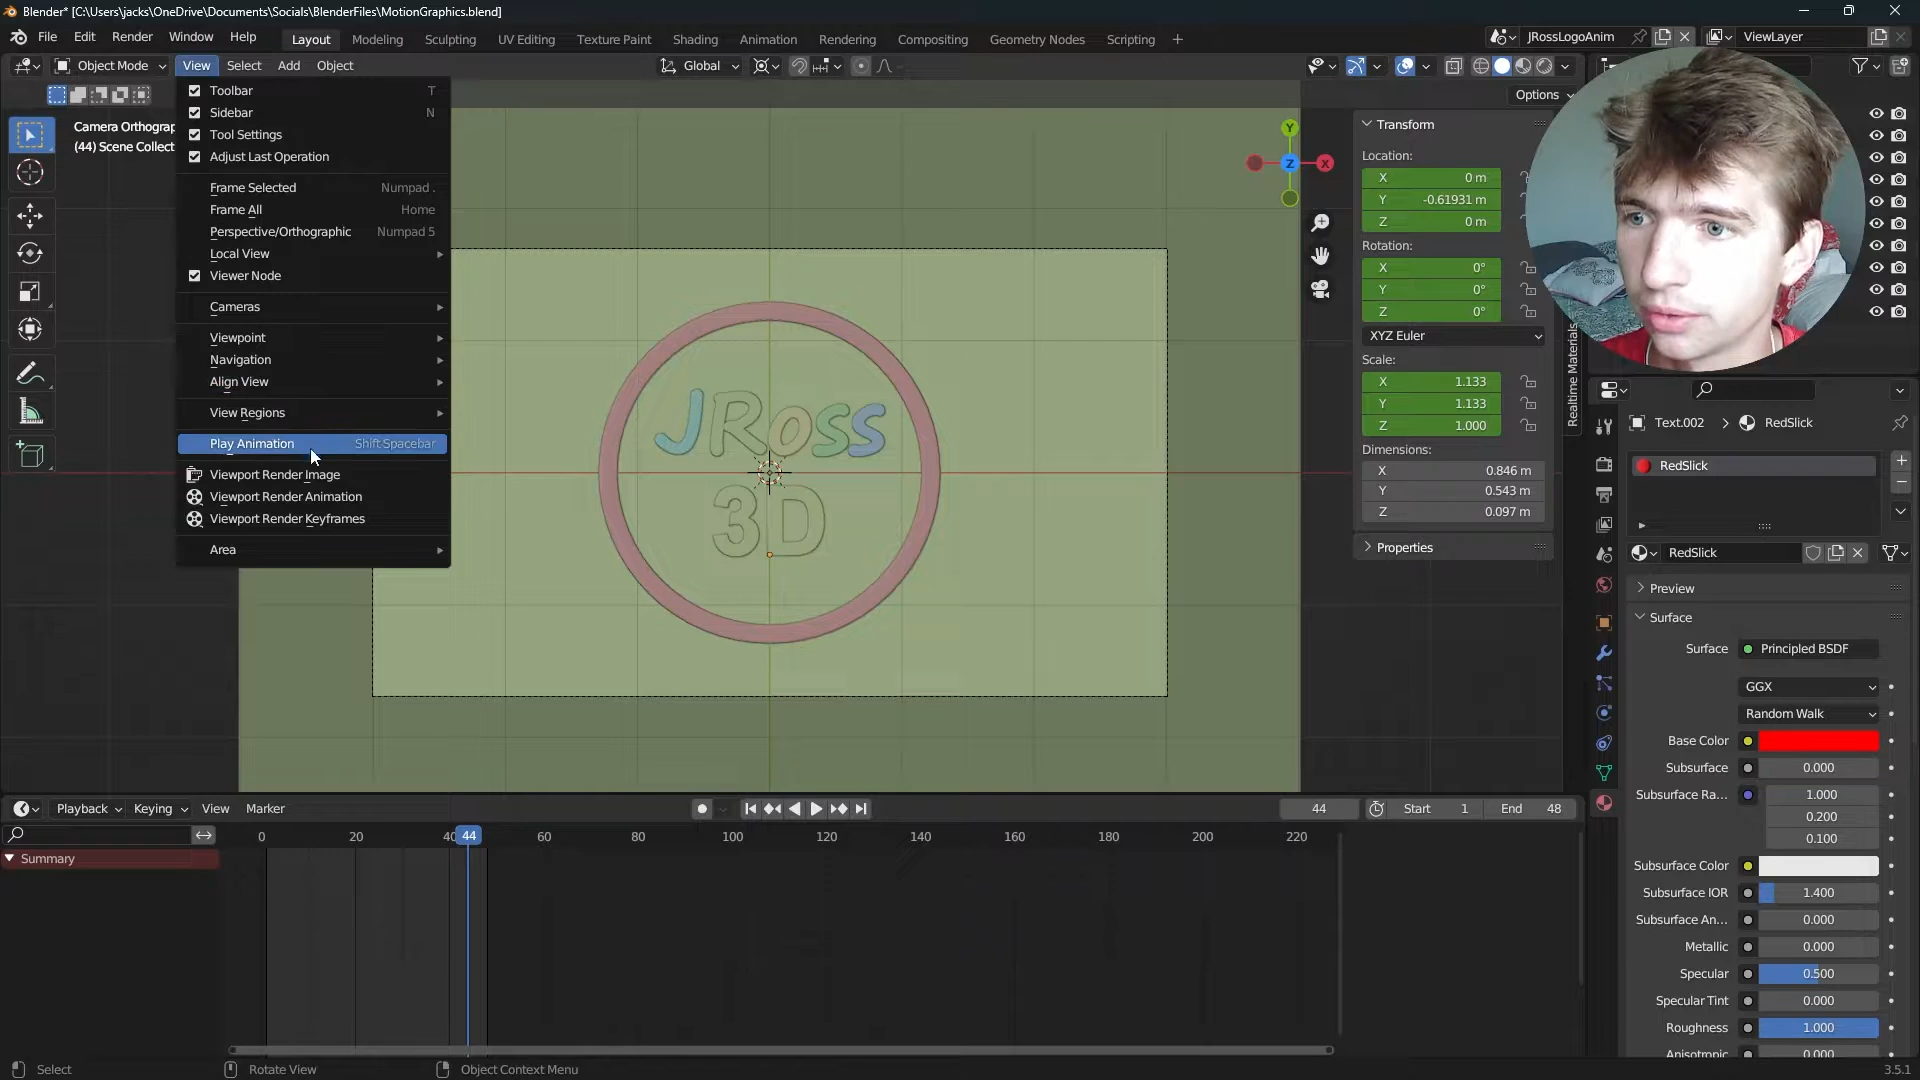 Blender* [C:\Users\jacks\OneDrive\Documents\Socials\BlenderFiles\MotionGraphics.blend]
File Edit Render Window Help Layout Modeling Sculpting UV Editing Texture Paint Shading Animation Rendering Compositing Geometry Nodes Scripting + JRossLogoAnim ViewLayer
Object Mode View Select Add Object Global
Options
Toolbar T
Sidebar N
Tool Settings
Adjust Last Operation
Frame Selected Numpad .
Frame All Home
Perspective/Orthographic Numpad 5
Local View
Viewer Node
Cameras
Viewpoint
Navigation
Align View
View Regions
Play Animation Shift Spacebar
Viewport Render Image
Viewport Render Animation
Viewport Render Keyframes
Area
Camera Orthograp
(44) Scene Collect
Y
Z X
JROSS
3D
Transform
Location:
X 0 m
Y -0.61931 m
Z 0 m
Rotation:
X 0°
Y 0°
Z 0°
XYZ Euler
Scale:
X 1.133
Y 1.133
Z 1.000
Dimensions:
X 0.846 m
Y 0.543 m
Z 0.097 m
Properties
Realtime Materials
Text.002 RedSlick
RedSlick
RedSlick
Preview
Surface
Surface Principled BSDF
GGX
Random Walk
Base Color
Subsurface 0.000
Subsurface Ra... 1.000
0.200
0.100
Subsurface Color
Subsurface IOR 1.400
Subsurface An... 0.000
Metallic 0.000
Specular 0.500
Specular Tint 0.000
Roughness 1.000
Anisotropic 0.000
Playback Keying View Marker 44 Start 1 End 48
0 20 40 44 60 80 100 120 140 160 180 200 220
Summary
Select Rotate View Object Context Menu 3.5.1